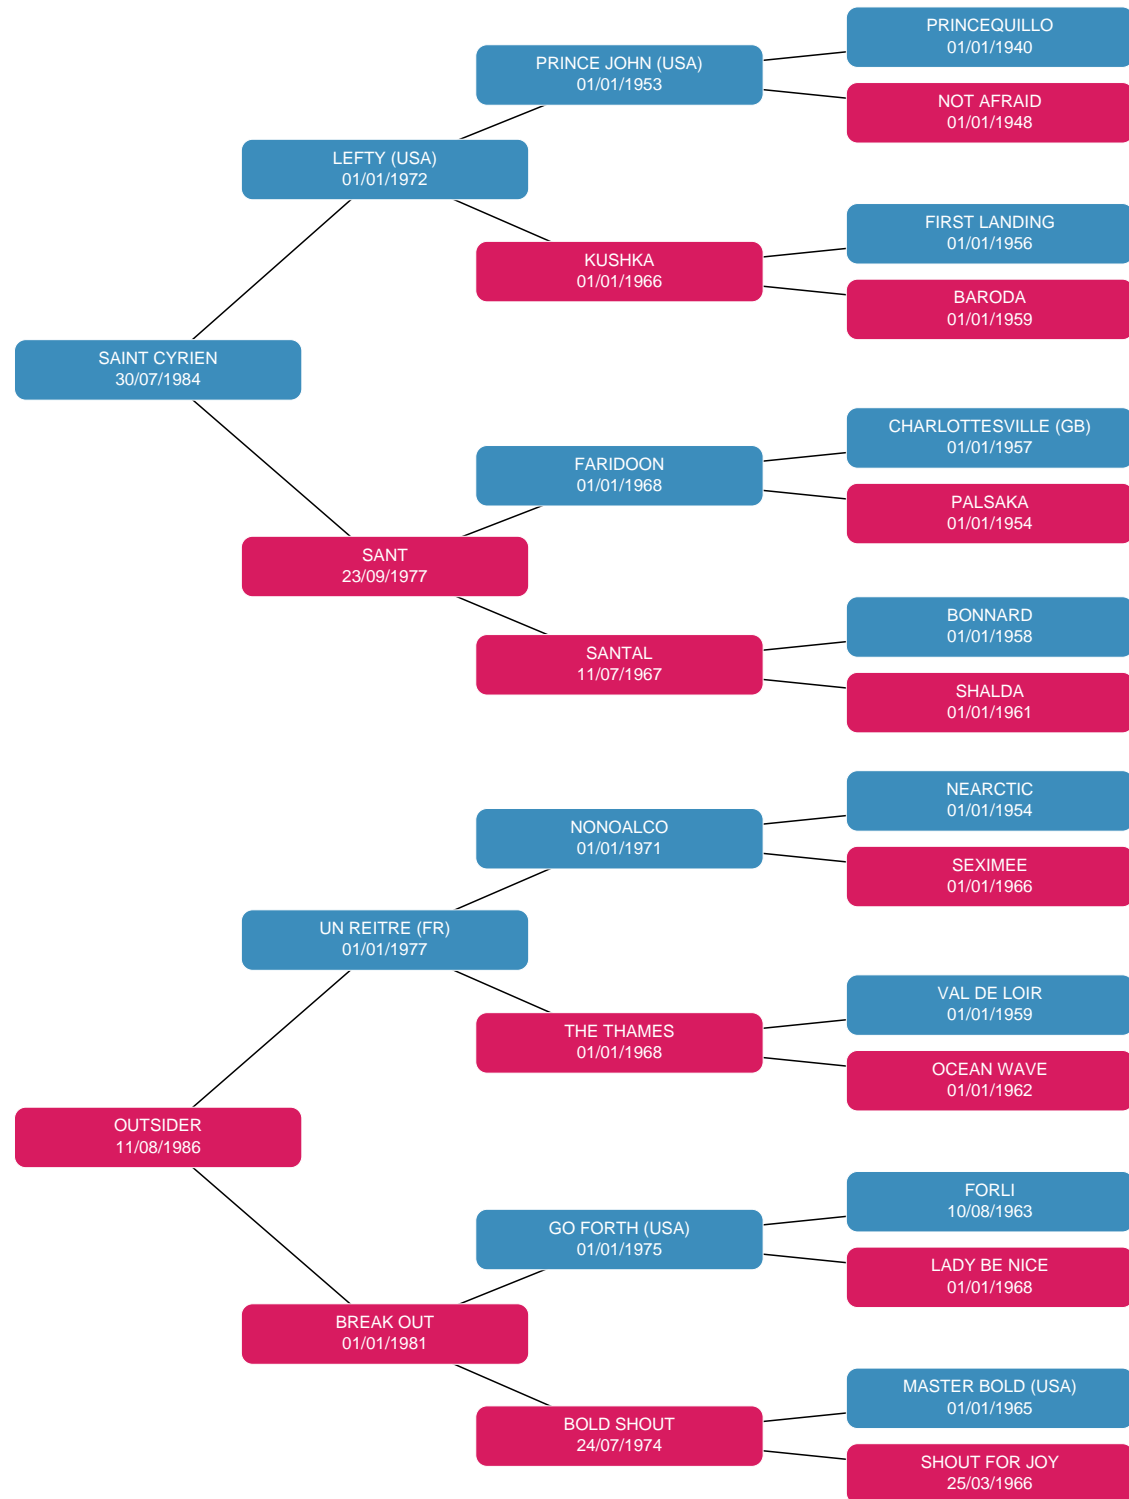 PRINCEQUILLO
01/01/1940
PRINCE JOHN (USA)
01/01/1953
NOT AFRAID
01/01/1948
LEFTY (USA)
01/01/1972
FIRST LANDING
01/01/1956
KUSHKA
01/01/1966
BARODA
01/01/1959
SAINT CYRIEN
30/07/1984
CHARLOTTESVILLE (GB)
01/01/1957
FARIDOON
01/01/1968
PALSAKA
01/01/1954
SANT
23/09/1977
BONNARD
01/01/1958
SANTAL
11/07/1967
SHALDA
01/01/1961
NEARCTIC
01/01/1954
NONOALCO
01/01/1971
SEXIMEE
01/01/1966
UN REITRE (FR)
01/01/1977
VAL DE LOIR
01/01/1959
THE THAMES
01/01/1968
OCEAN WAVE
01/01/1962
OUTSIDER
11/08/1986
FORLI
10/08/1963
GO FORTH (USA)
01/01/1975
LADY BE NICE
01/01/1968
BREAK OUT
01/01/1981
MASTER BOLD (USA)
01/01/1965
BOLD SHOUT
24/07/1974
SHOUT FOR JOY
25/03/1966